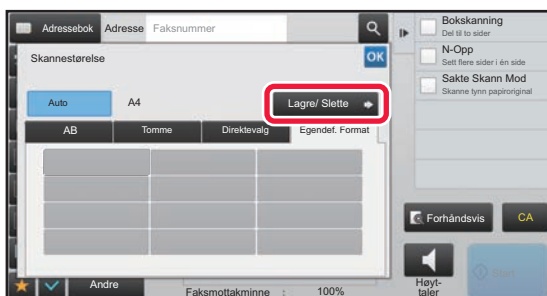 Adressebok Adresse Faksnummer
Skannestørelse
OK
Auto A4 Lagre/ Slette
AB Tomme Direktevalg Egendef. Format
Andre
Faksmottakminne : 100%
Bokskanning
Del til to sider
N-Opp
Sett flere sider i én side
Sakte Skann Mod
Skanne tynn papiroriginal
Forhåndsvis CA
Høyt-
taler
Start